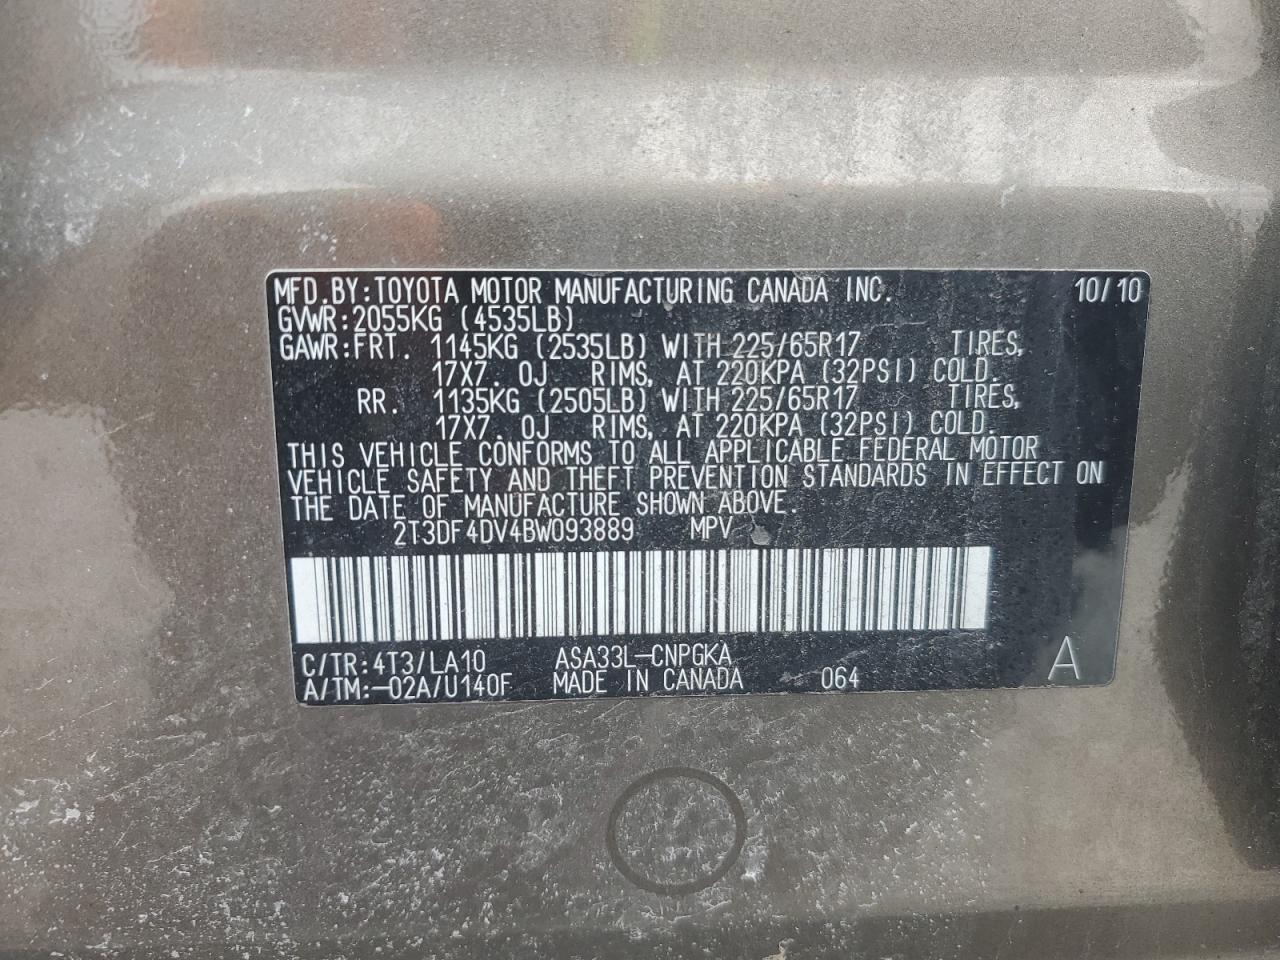 MFD.BY:TOYOTA MOTOR MANUFACTURING CANADA INC. 10/10
GVWR:2055KG (4535LB)
GAWR:FRT. 1145KG (2535LB) WITH 225/65R17 TIRES,
17X7.0J RIMS, AT 220KPA (32PSI) COLD.
RR. 1135KG (2505LB) WITH 225/65R17 TIRES,
17X7.0J RIMS, AT 220KPA (32PSI) COLD.
THIS VEHICLE CONFORMS TO ALL APPLICABLE FEDERAL MOTOR
VEHICLE SAFETY AND THEFT PREVENTION STANDARDS IN EFFECT ON
THE DATE OF MANUFACTURE SHOWN ABOVE.
2T3DF4DV4BW093889 MPV
C/TR:4T3/LA10 ASA33L-CNPGKA A
A/TM:-02A/U140F MADE IN CANADA 064